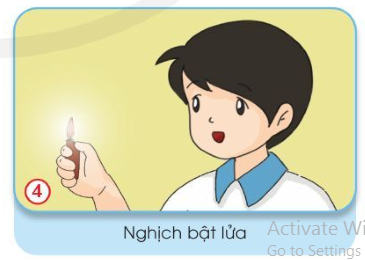 4
Nghịch bật lửa
Activate Wi
Go to Settings